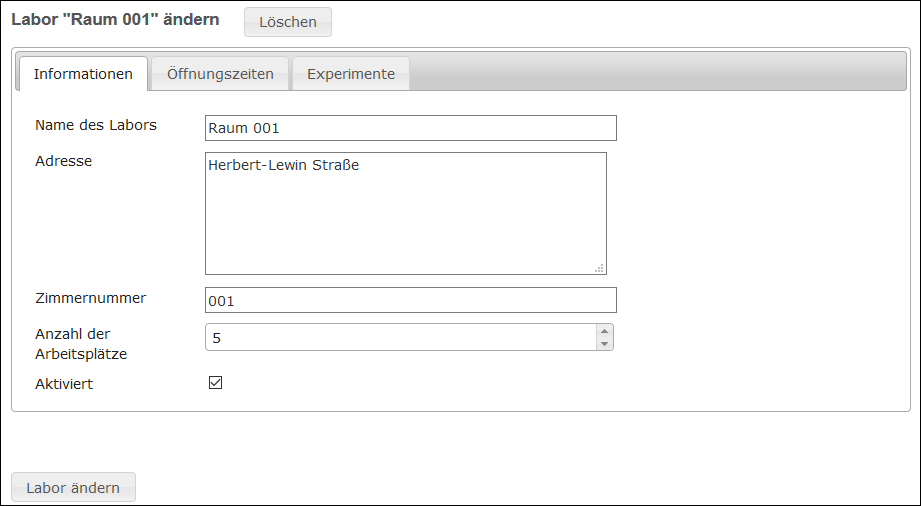 Labor "Raum 001" ändern Löschen
Informationen Öffnungszeiten Experimente
Name des Labors Raum 001
Adresse Herbert-Lewin Straße
Zimmernummer 001
Anzahl der
Arbeitsplätze 5
Aktiviert
Labor ändern